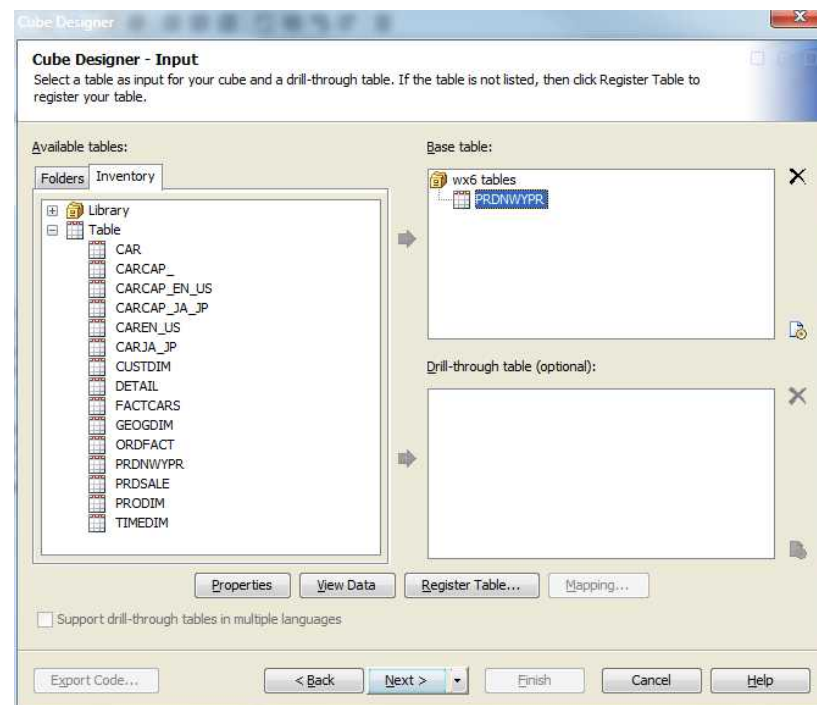 Cube Designer
Cube Designer - Input
Select a table as input for your cube and a drill-through table. If the table is not listed, then click Register Table to
register your table.
Available tables:
Folders Inventory
Library
Table
CAR
CARCAP_
CARCAP_EN_US
CARCAP_JA_JP
CAREN_US
CARJA_JP
CUSTDIM
DETAIL
FACTCARS
GEOGDIM
ORDFACT
PRDNWYPR
PRDSALE
PRODIM
TIMEDIM
Base table:
wx6 tables
PRDNWYPR
Drill-through table (optional):
Properties View Data Register Table... Mapping...
Support drill-through tables in multiple languages
Export Code... < Back Next > Finish Cancel Help